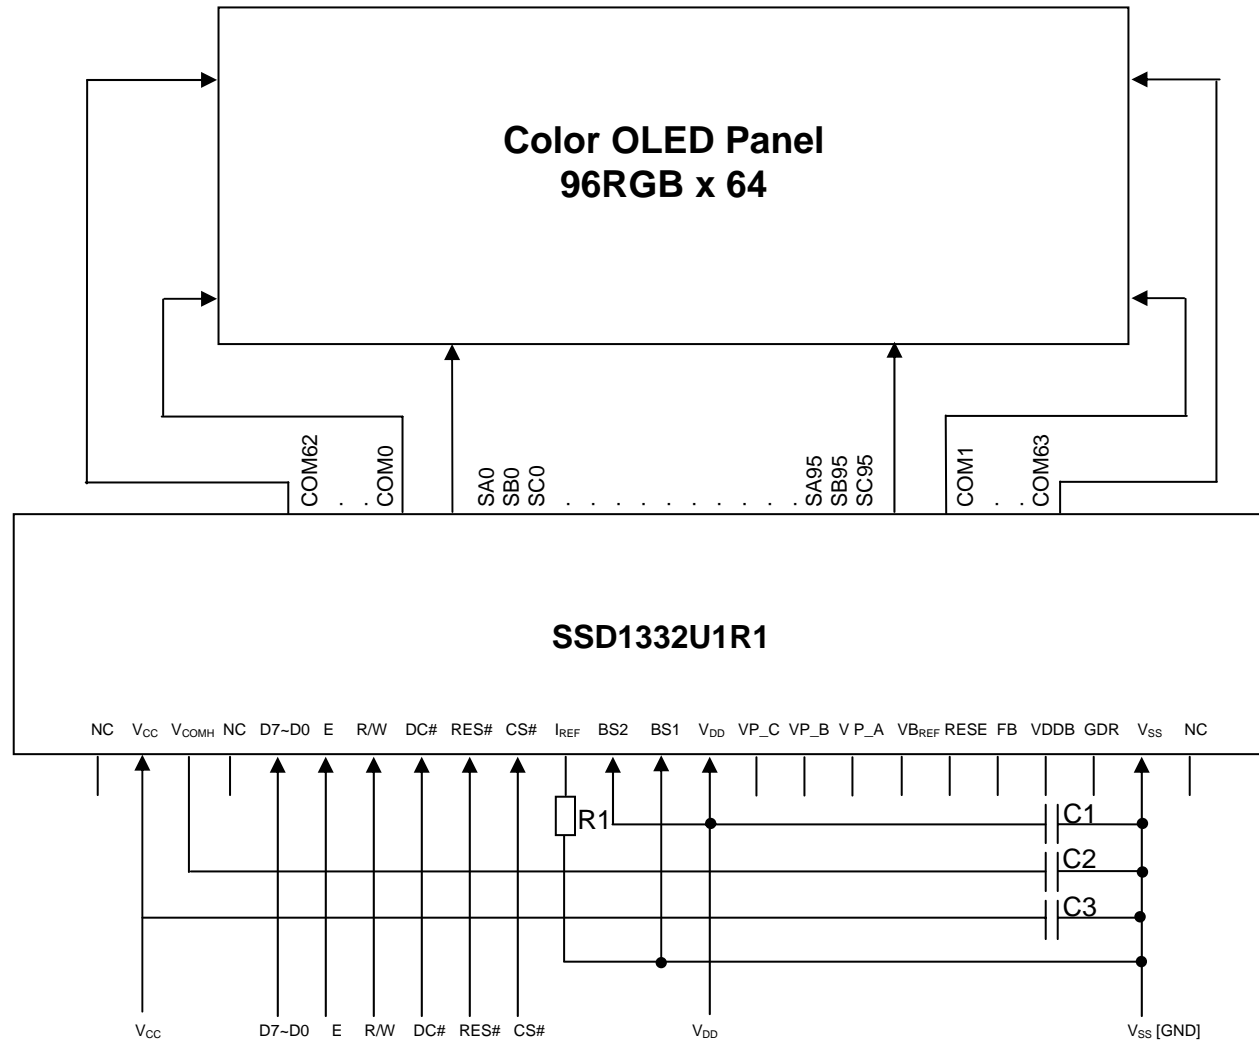 Color OLED Panel
96RGB x 64
COM62
. .
COM0
SA0
SB0
SC0
. . . . . . . . . .
SA95
SB95
SC95
COM1
. .
COM63
SSD1332U1R1
NC VCC VCOMH NC D7~D0 E R/W DC# RES# CS# IREF BS2 BS1 VDD VP_C VP_B V P_A VBREF RESE FB VDDB GDR VSS NC
R1
C1
C2
C3
VCC D7~D0 E R/W DC# RES# CS# VDD VSS [GND]